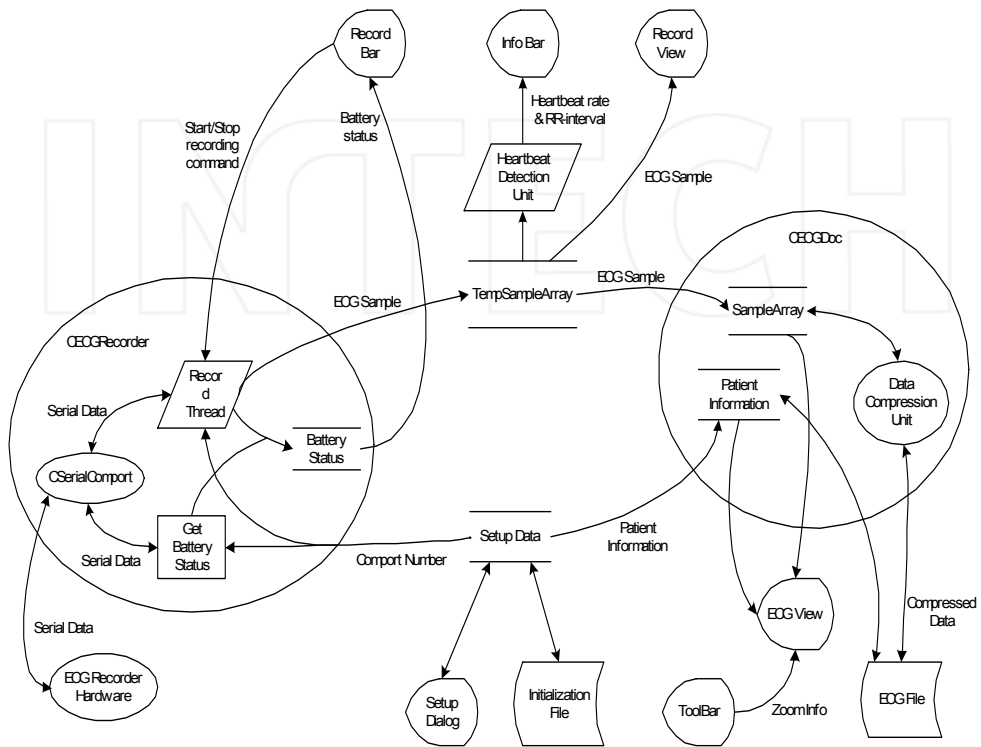 Record
Bar
Info Bar
Record
View
Heartbeat rate
& RR-interval
Battery
status
Start/Stop
recording
command
Heartbeat
Detection
Unit
ECG Sample
INTECH
CECGDoc
ECG Sample
ECG Sample
TempSampleArray
SampleArray
CECGRecorder
Recor
d
Thread
Patient
Information
Data
Compression
Unit
Serial Data
Battery
Status
CSerialComport
Get
Battery
Status
Setup Data
Patient
Information
Serial Data
Comport Number
Serial Data
ECG View
Compressed
Data
ECG Recorder
Hardware
Setup
Dialog
Initialization
File
ToolBar
ZoomInfo
ECG File